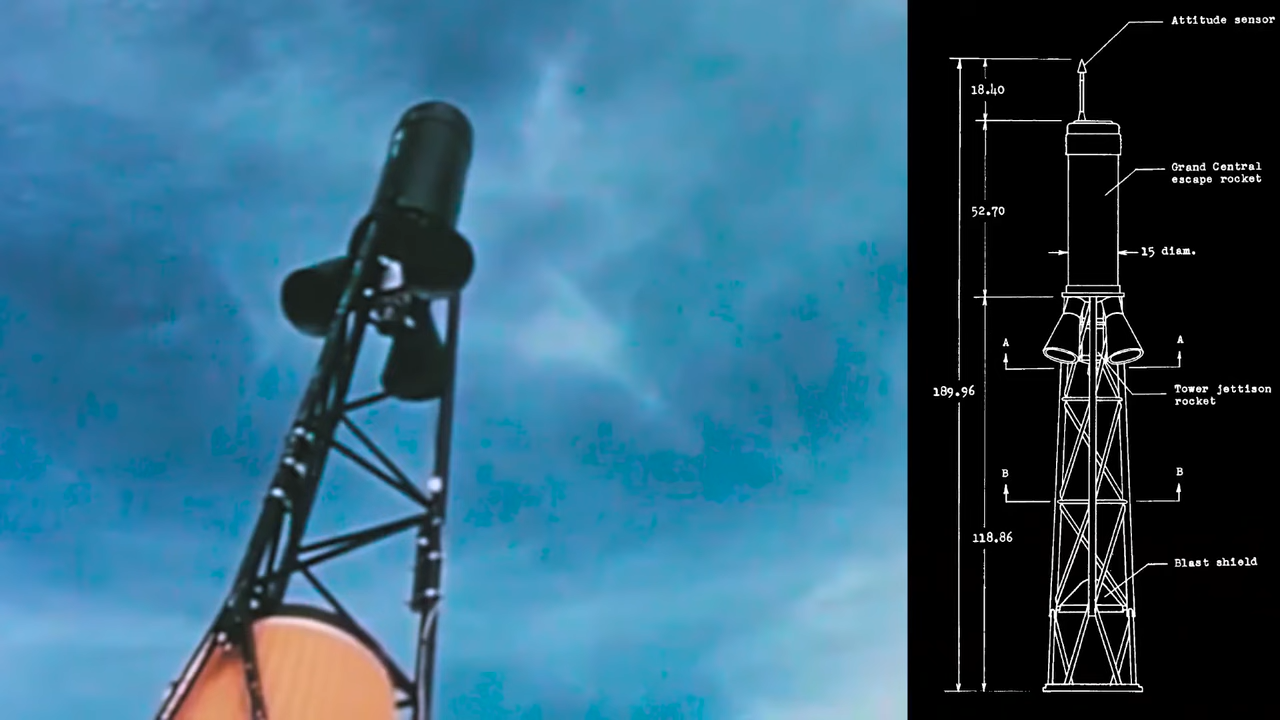 Attitude sensor
18.40
Grand Central
escape rocket
52.70
15 diam.
A
A
189.96
Tower jettison
rocket
B
B
118.86
Blast shield